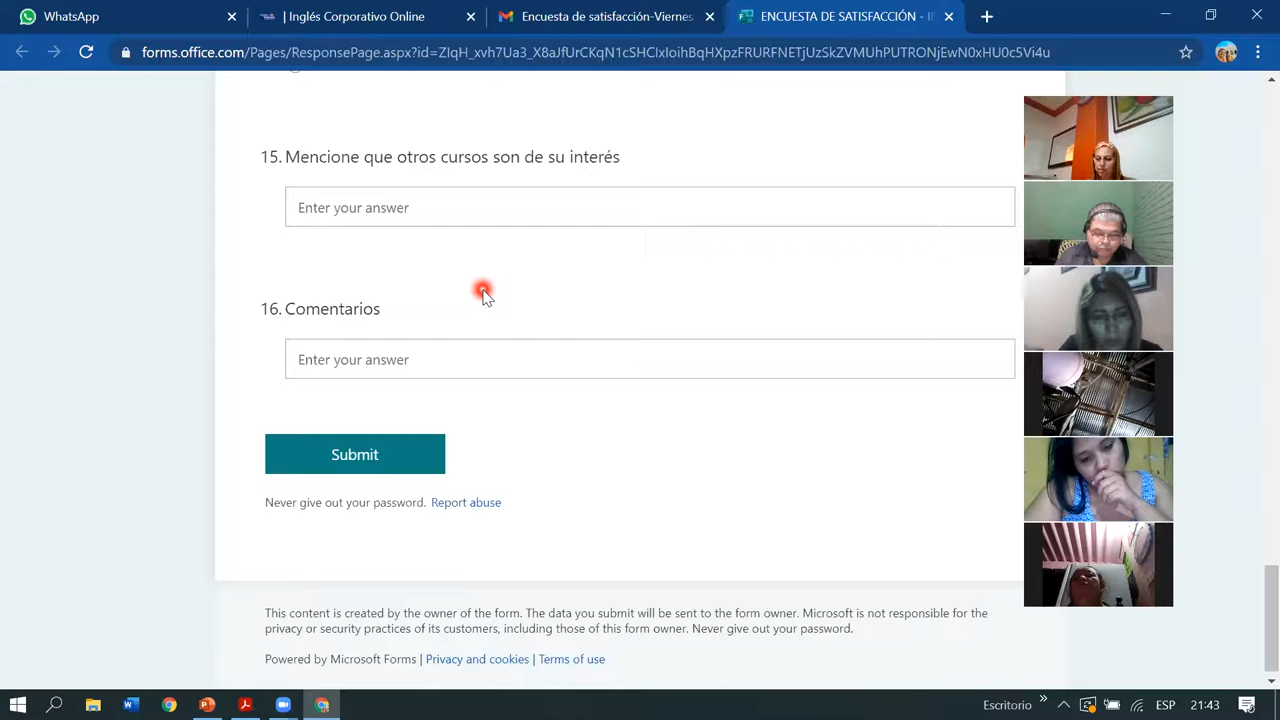 WhatsApp
| Inglés Corporativo Online
Encuesta de satisfacción-Viernes
ENCUESTA DE SATISFACCIÓN - I
forms.office.com/Pages/ResponsePage.aspx?id=ZIqH_xvh7Ua3_X8aJfUrCKqN1cSHCIxIoihBqHXpzFRURFNETjUzSkZVMUhPUTRONjEwN0xHU0c5Vi4u
15. Mencione que otros cursos son de su interés
Enter your answer
16. Comentarios
Enter your answer
Submit
Never give out your password. Report abuse
This content is created by the owner of the form. The data you submit will be sent to the form owner. Microsoft is not responsible for the
privacy or security practices of its customers, including those of this form owner. Never give out your password.
Powered by Microsoft Forms | Privacy and cookies | Terms of use
Escritorio
ESP
21:43